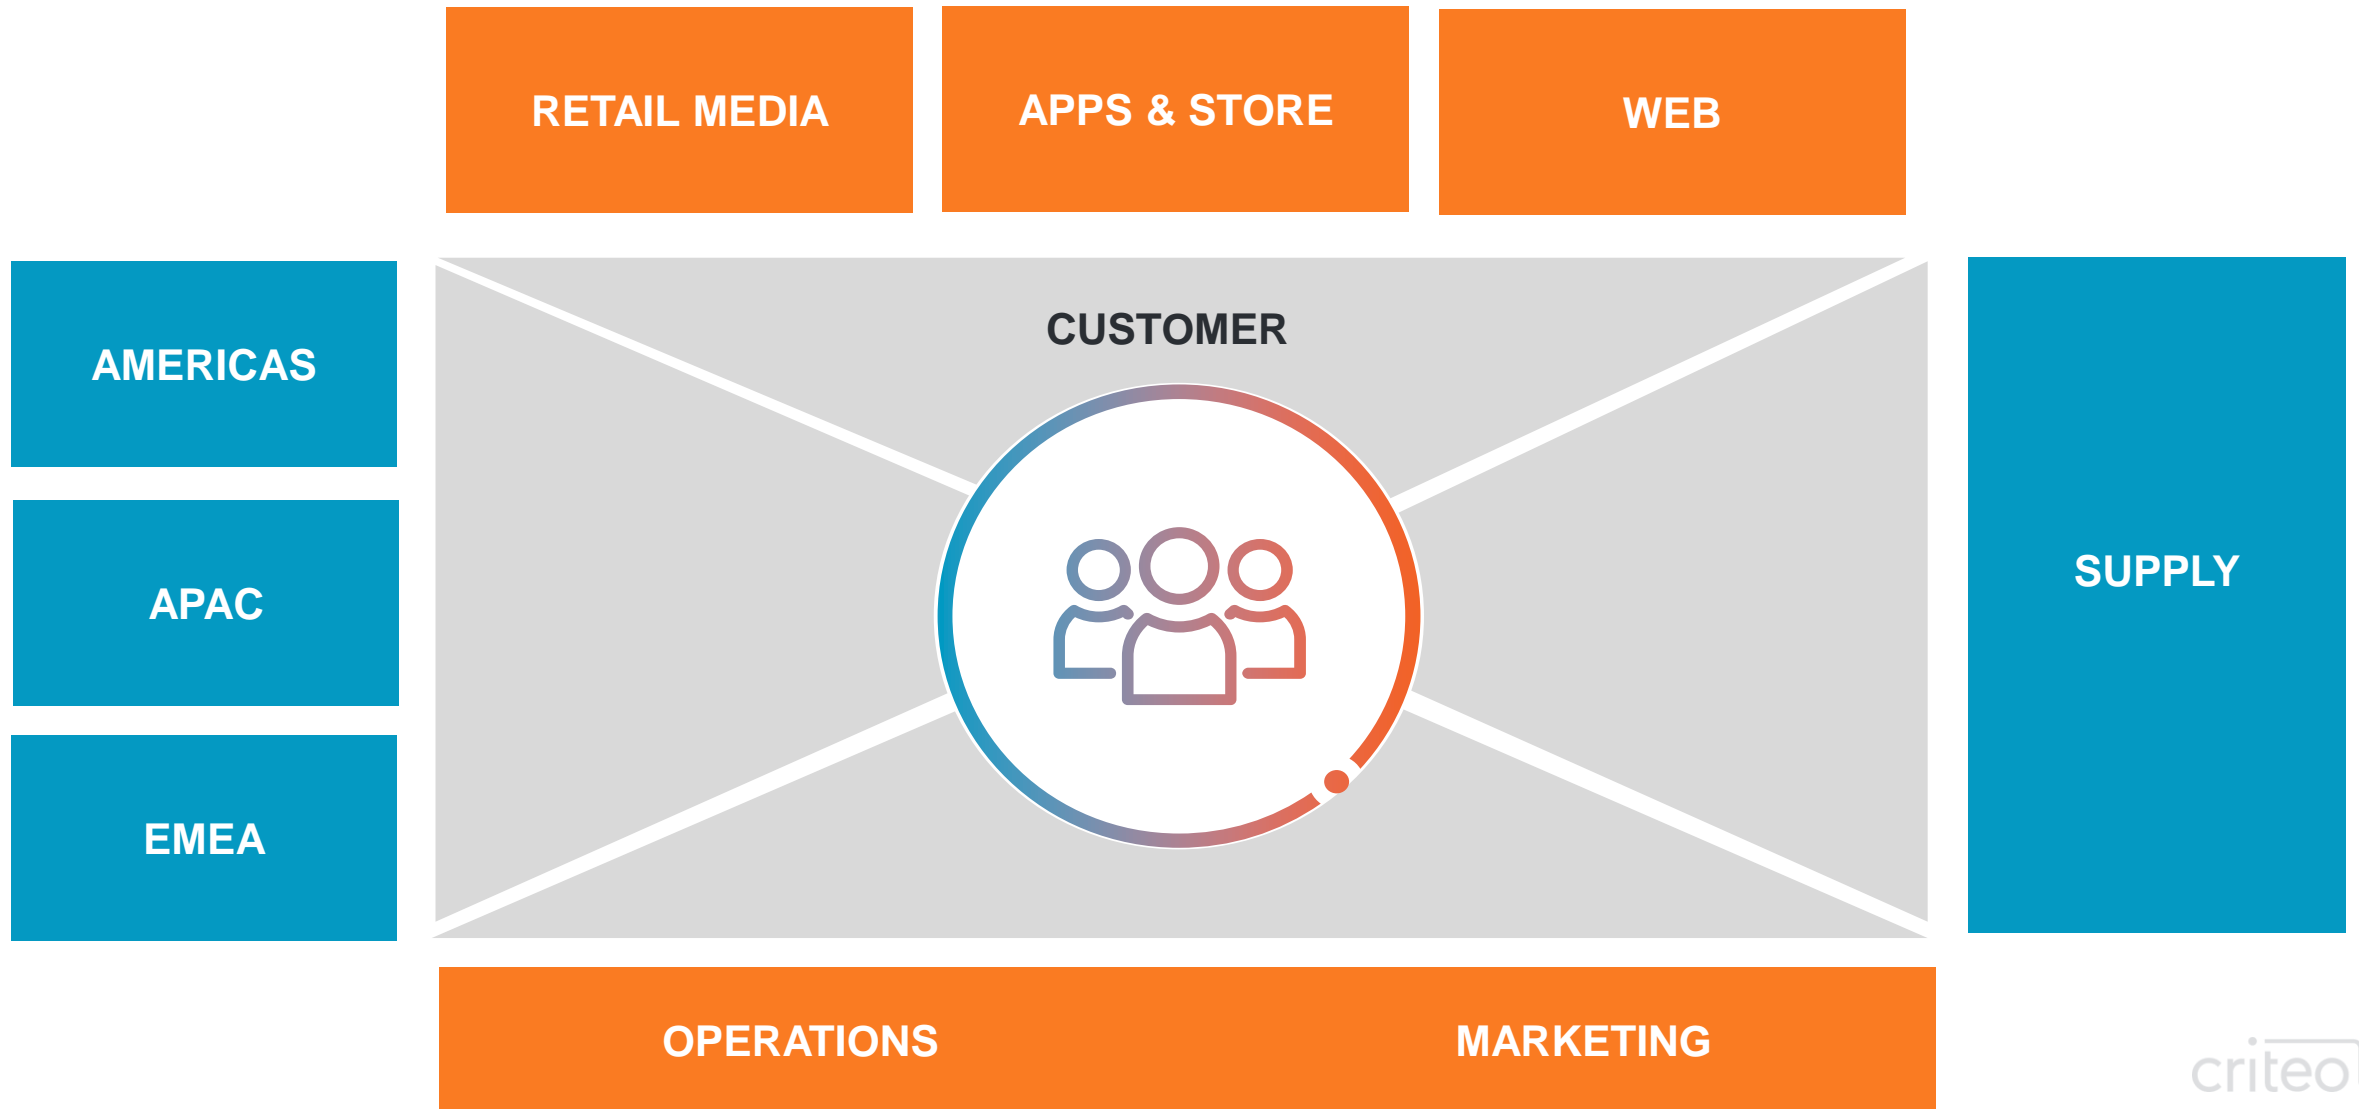 RETAIL MEDIA
APPS & STORE
WEB
CUSTOMER
AMERICAS
APAC
EMEA
SUPPLY
OPERATIONS
MARKETING
criteo